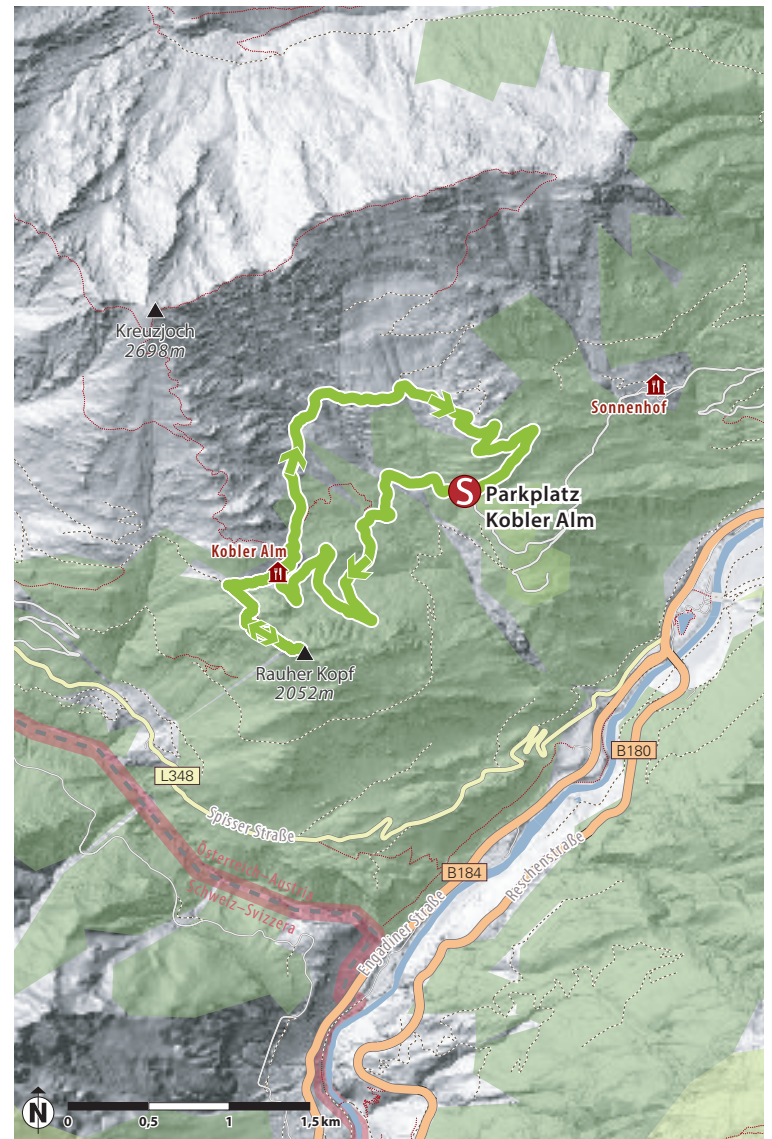 Kreuzjoch
2698m
Sonnenhof
S
Parkplatz
Kobler Alm
Kobler Alm
Rauher Kopf
2052m
B180
L348
Spisser Straße
Österreich–Austria
Schweiz–Svizzera
B184
Reschenstraße
Engadiner Straße
N
0 0,5 1 1,5 km